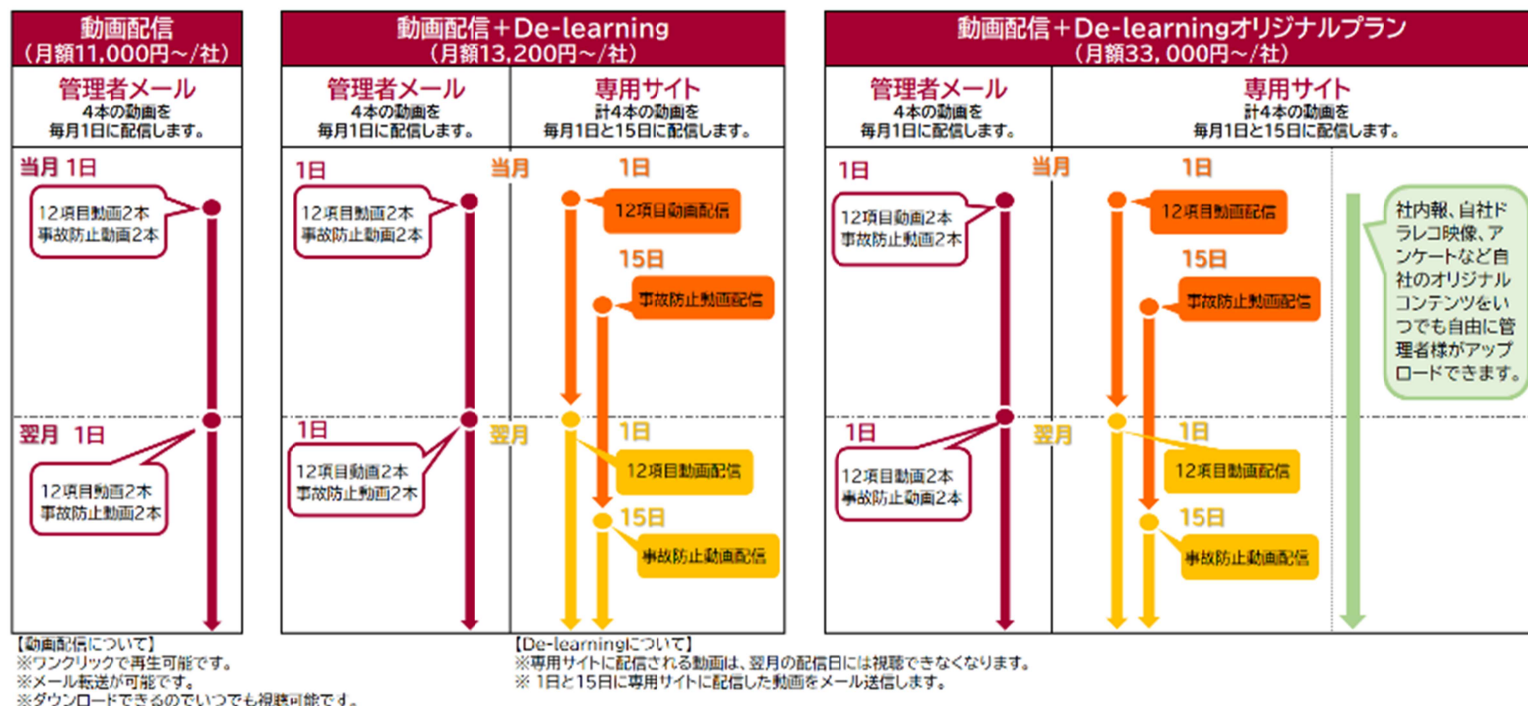 動画配信
(月額11,000円～/社)
管理者メール
4本の動画を
毎月1日に配信します。
当月 1日
12項目動画2本
事故防止動画2本
翌月 1日
12項目動画2本
事故防止動画2本
動画配信+De-learning
(月額13,200円～/社)
管理者メール
4本の動画を
毎月1日に配信します。
専用サイト
計4本の動画を
毎月1日と15日に配信します。
1日
12項目動画2本
事故防止動画2本
当月
1日
12項目動画配信
15日
事故防止動画配信
1日
12項目動画2本
事故防止動画2本
翌月
1日
12項目動画配信
15日
事故防止動画配信
動画配信+De-learningオリジナルプラン
(月額33,000円～/社)
管理者メール
4本の動画を
毎月1日に配信します。
専用サイト
計4本の動画を
毎月1日と15日に配信します。
1日
12項目動画2本
事故防止動画2本
当月
1日
12項目動画配信
15日
事故防止動画配信
社内報、自社ド
ラレコ映像、ア
ンケートなど自
社のオリジナル
コンテンツをい
つでも自由に管
理者様がアップ
ロードできます。
1日
12項目動画2本
事故防止動画2本
翌月
1日
12項目動画配信
15日
事故防止動画配信
【動画配信について】
※ワンクリックで再生可能です。
※メール転送が可能です。
※ダウンロードできるのでいつでも視聴可能です。
【De-learningについて】
※専用サイトに配信される動画は、翌月の配信日には視聴できなくなります。
※ 1日と15日に専用サイトに配信した動画をメール送信します。